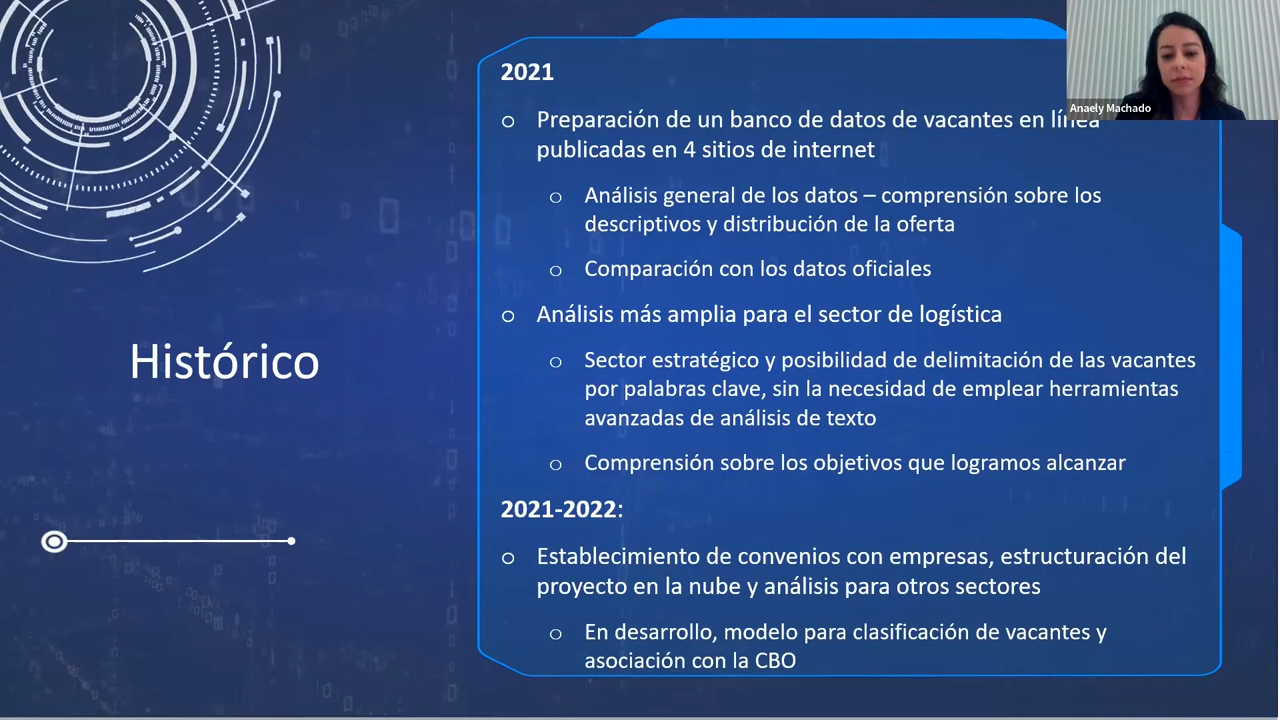 2021
Anaely Machado
o Preparación de un banco de datos de vacantes en línea
publicadas en 4 sitios de internet
o Análisis general de los datos – comprensión sobre los
descriptivos y distribución de la oferta
o Comparación con los datos oficiales
o Análisis más amplia para el sector de logística
Histórico
o Sector estratégico y posibilidad de delimitación de las vacantes
por palabras clave, sin la necesidad de emplear herramientas
avanzadas de análisis de texto
o Comprensión sobre los objetivos que logramos alcanzar
2021-2022:
o Establecimiento de convenios con empresas, estructuración del
proyecto en la nube y análisis para otros sectores
o En desarrollo, modelo para clasificación de vacantes y
asociación con la CBO